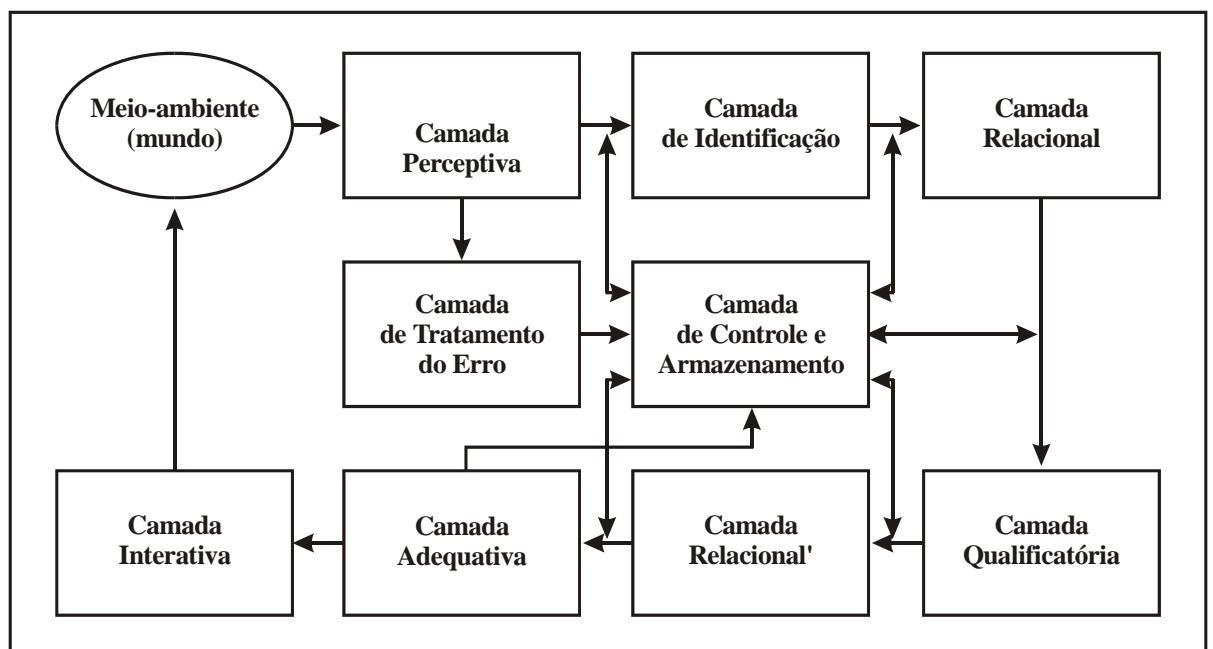 Meio-ambiente
(mundo)
Camada
Perceptiva
Camada
de Identificação
Camada
Relacional
Camada
de Tratamento
do Erro
Camada
de Controle e
Armazenamento
Camada
Interativa
Camada
Adequativa
Camada
Relacional'
Camada
Qualificatória